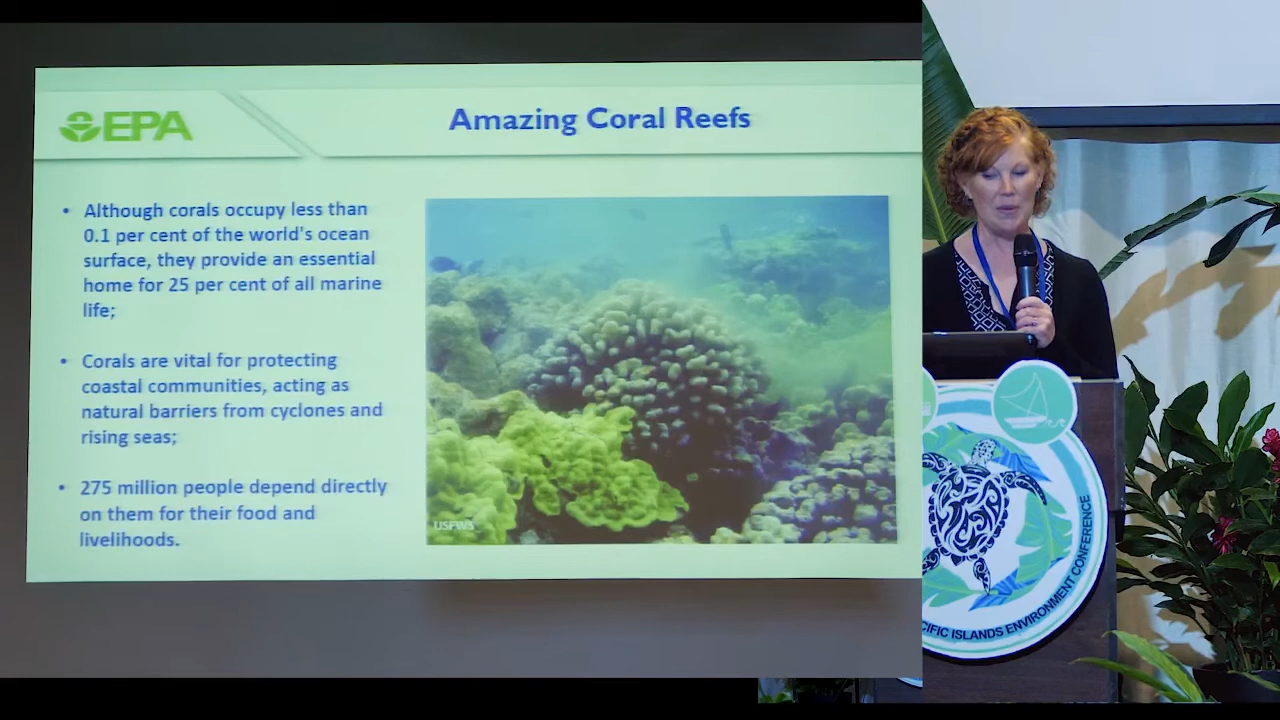 EPA
Amazing Coral Reefs
• Although corals occupy less than
0.1 per cent of the world's ocean
surface, they provide an essential
home for 25 per cent of all marine
life;
• Corals are vital for protecting
coastal communities, acting as
natural barriers from cyclones and
rising seas;
• 275 million people depend directly
on them for their food and
livelihoods.
USFWS
CIFIC ISLANDS ENVIRONMENT CONFERENCE